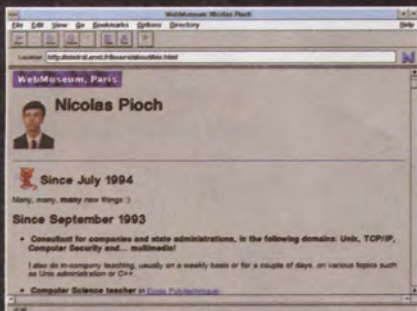 WebMuseum: Nicolas Pioch
File Edit View Go Bookmarks Options Directory Help
Location:
WebMuseum, Paris
Nicolas Pioch
Since July 1994
Many, many, many new things :)
Since September 1993
• Consultant for companies and state administrations, in the following domains: Unix, TCP/IP,
Computer Security and... multimedia!
I also do in-company teaching, usually on a weekly basis or for a couple of days, on various topics such
as Unix administration or C++.
• Computer Science teacher in Ecole Polytechnique